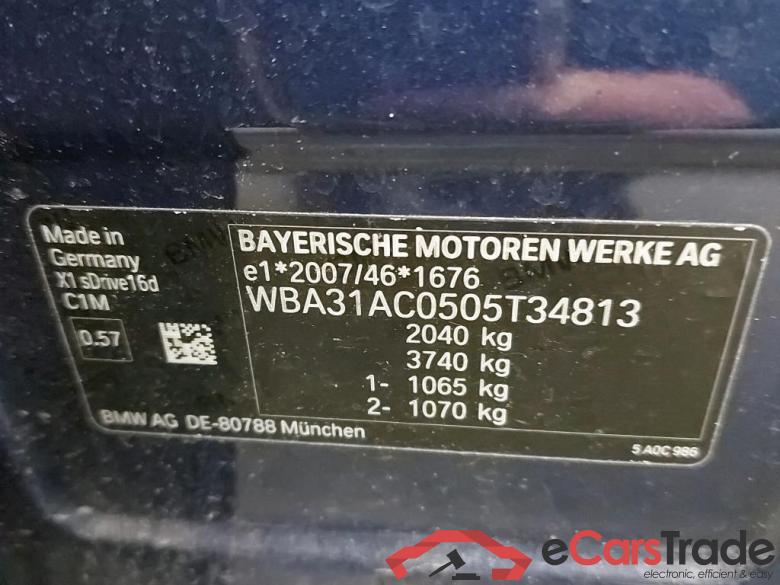 Made in
Germany
X1 sDrive16d
C1M
0.57
BAYERISCHE MOTOREN WERKE AG
e1*2007/46*1676
WBA31AC0505T34813
2040 kg
3740 kg
1- 1065 kg
2- 1070 kg
BMW AG DE-80788 München
5 A0C 986
eCarsTrade
electronic, efficient & easy